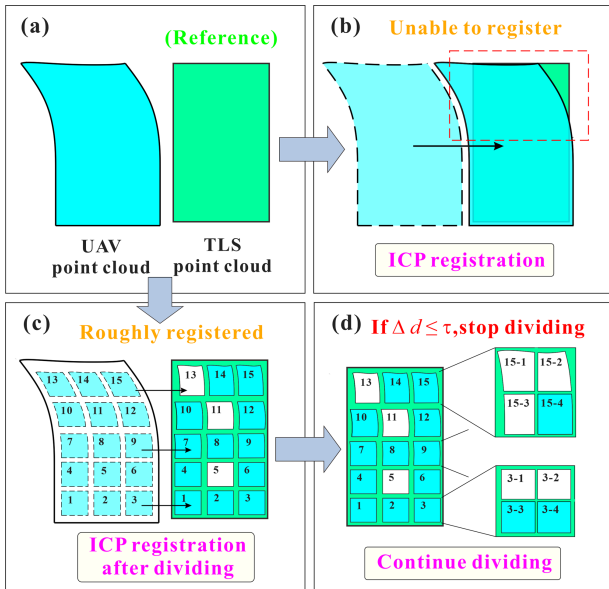 (a)
(Reference)
UAV
point cloud
TLS
point cloud
(b)
Unable to register
ICP registration
(c)
Roughly registered
13 14 15
10 11 12
7 8 9
4 5 6
1 2 3
13 14 15
10 11 12
7 8 9
4 5 6
1 2 3
ICP registration
after dividing
(d)
If Δ d ≤ τ,stop dividing
13 14 15
10 11 12
7 8 9
4 5 6
1 2 3
15-1 15-2
15-3 15-4
3-1 3-2
3-3 3-4
Continue dividing